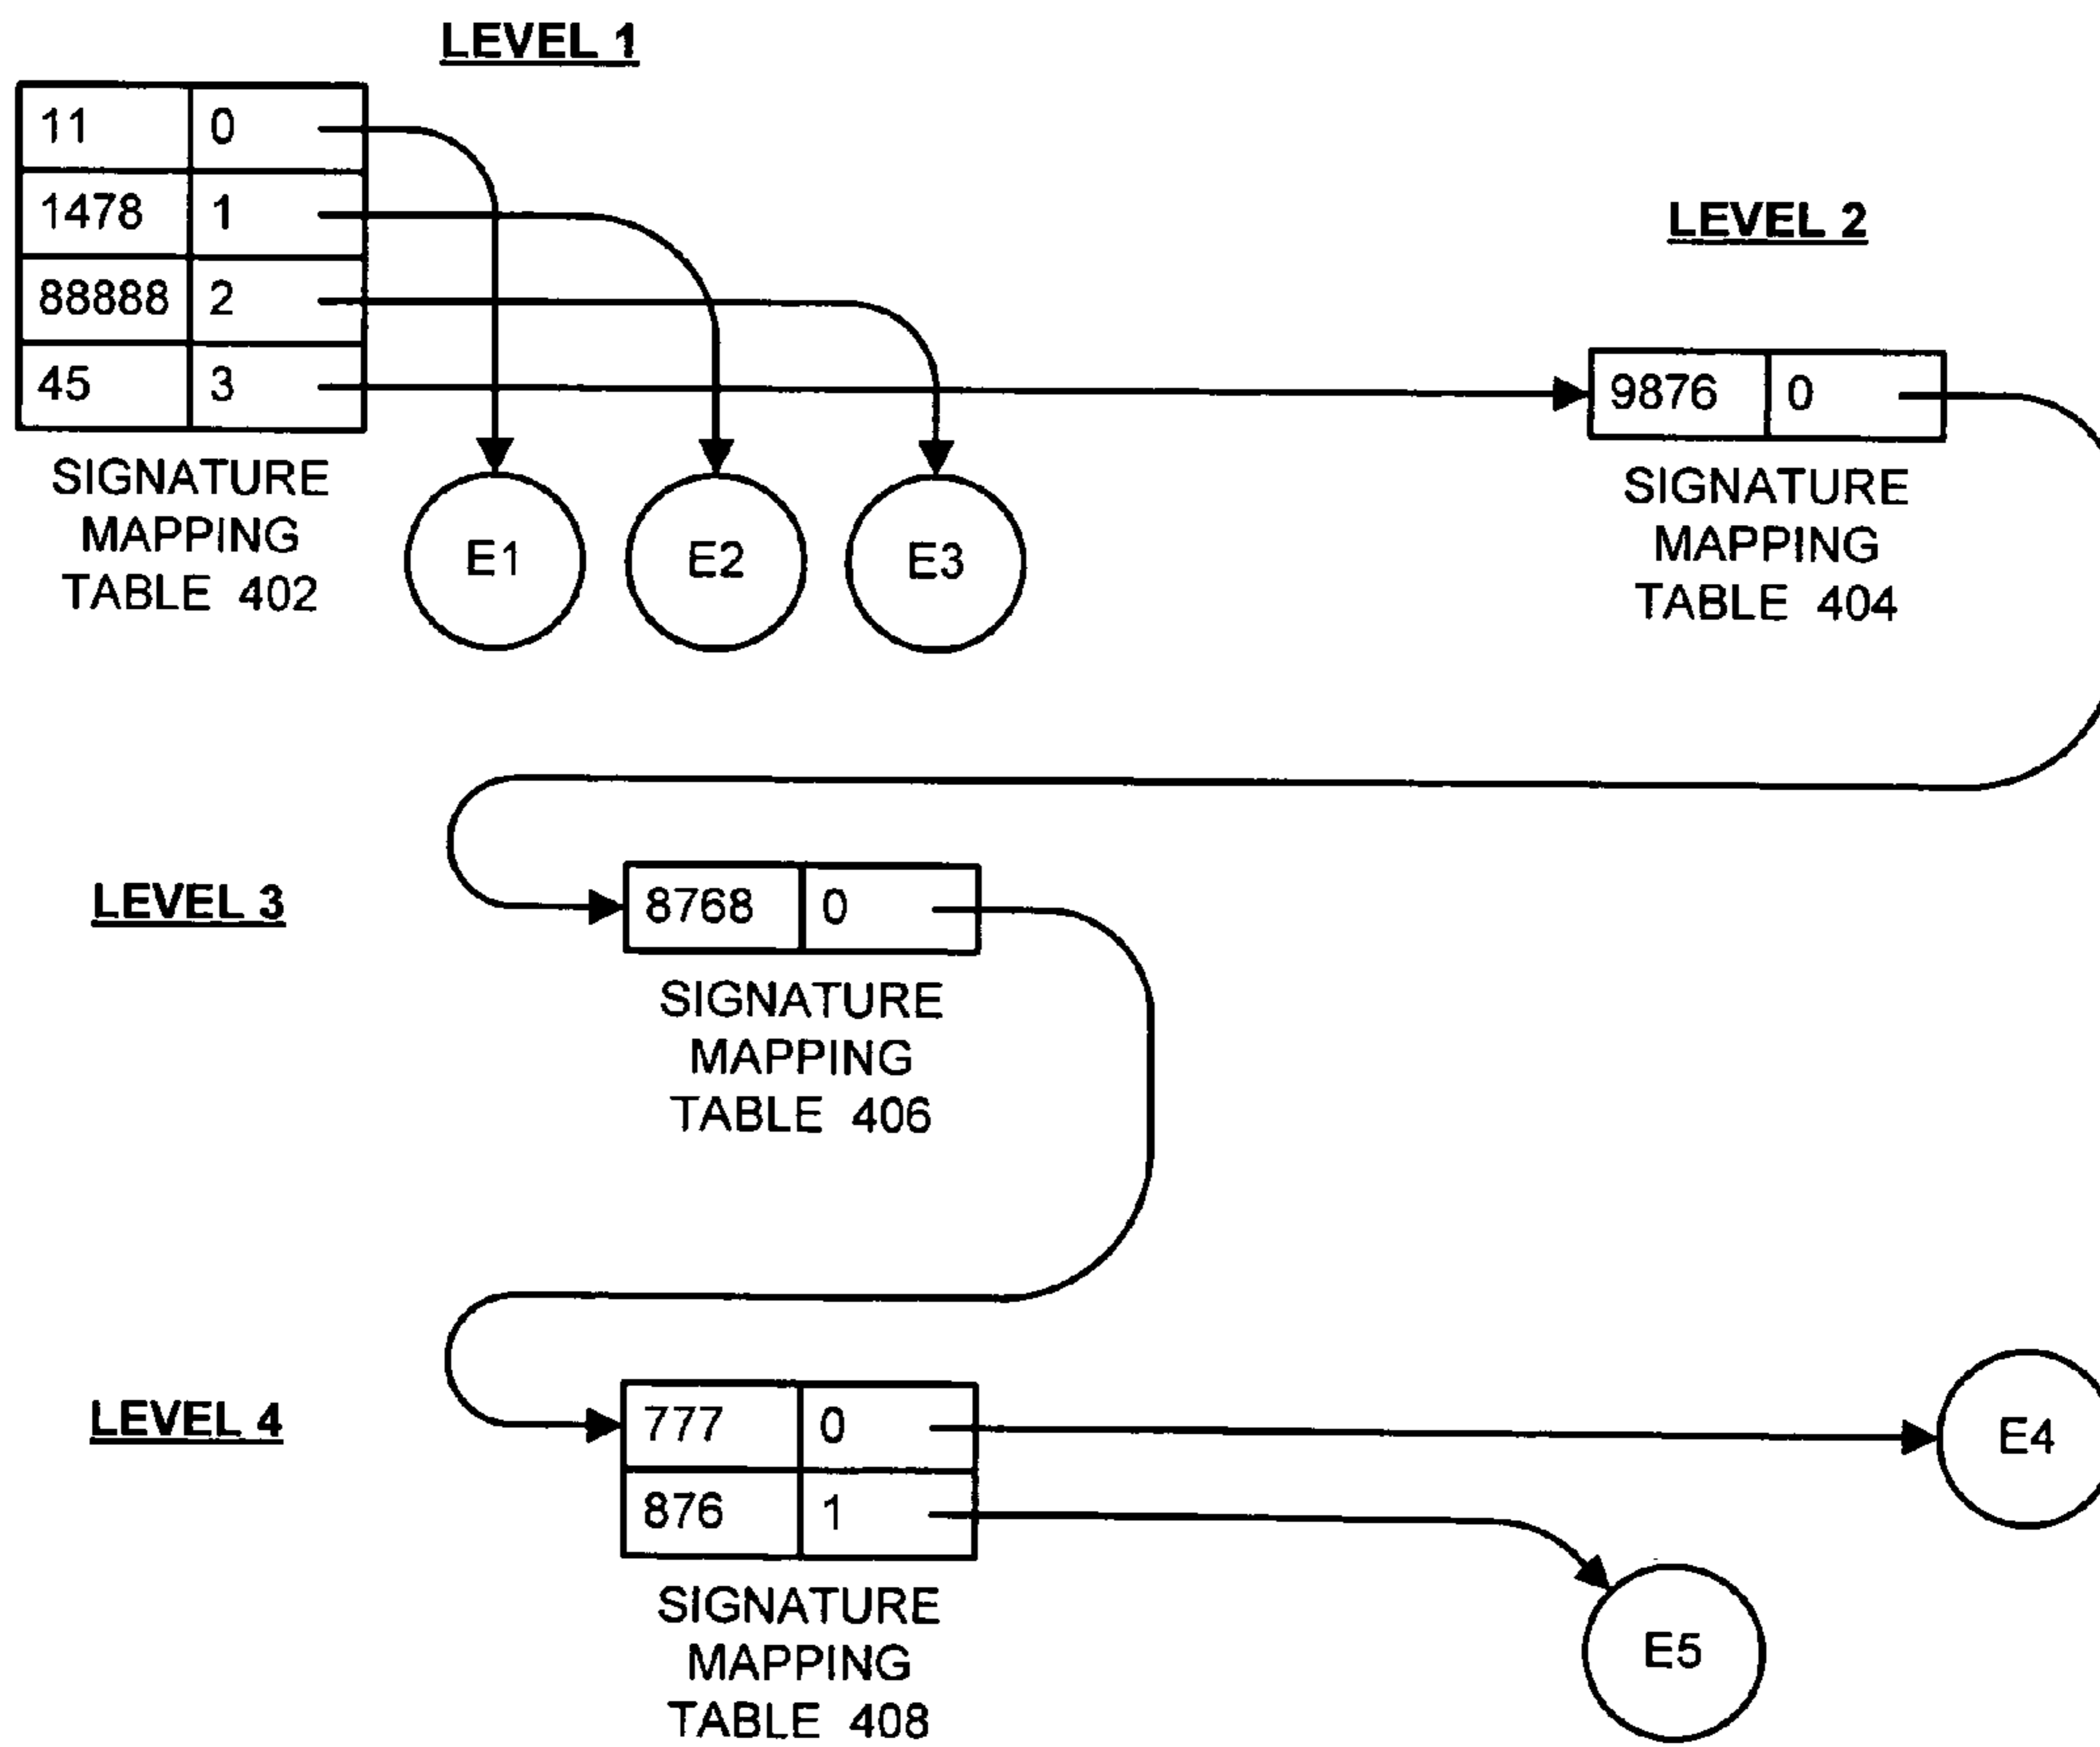 LEVEL 1
11 0
1478 1
88888 2
45 3
SIGNATURE
MAPPING
TABLE 402
E1
E2
E3
LEVEL 2
9876 0
SIGNATURE
MAPPING
TABLE 404
LEVEL 3
8768 0
SIGNATURE
MAPPING
TABLE 406
LEVEL 4
777 0
876 1
SIGNATURE
MAPPING
TABLE 408
E4
E5